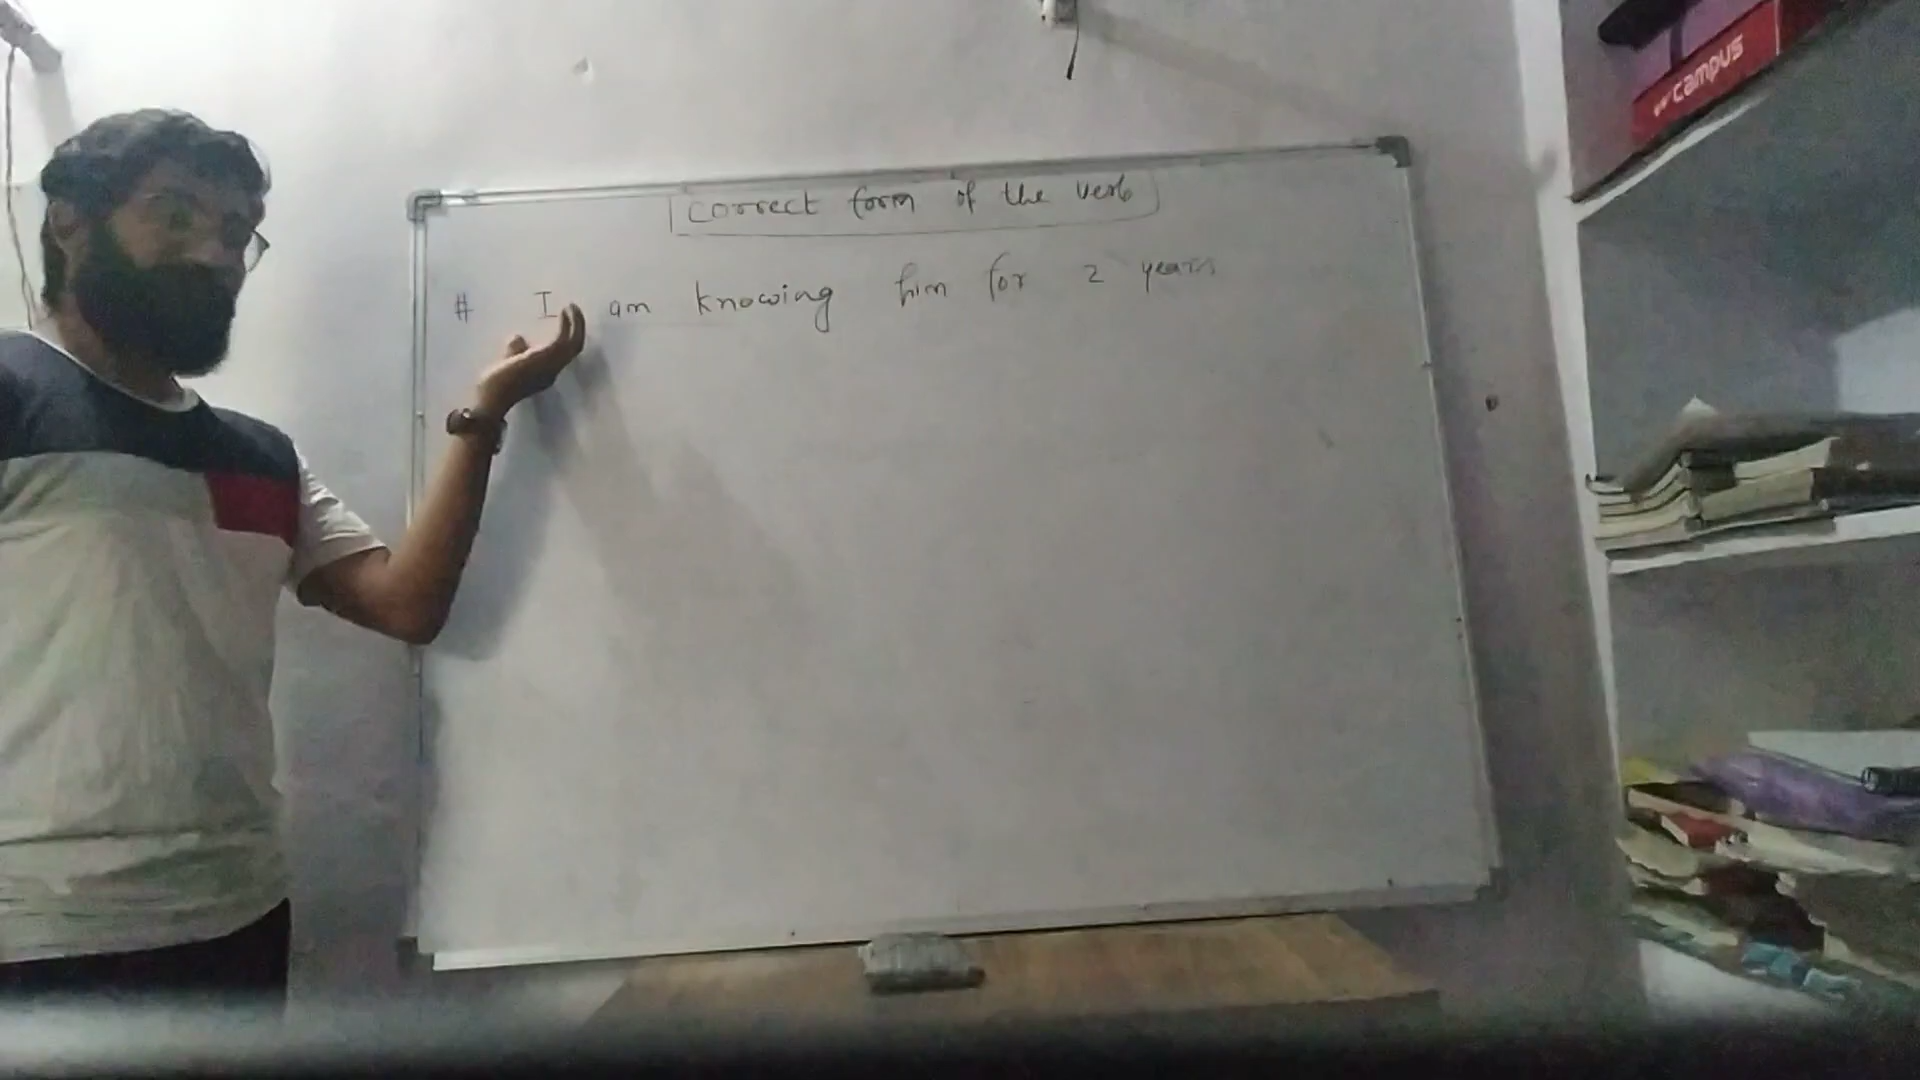 correct form of the verb
# I am knowing him for 2 years
campus